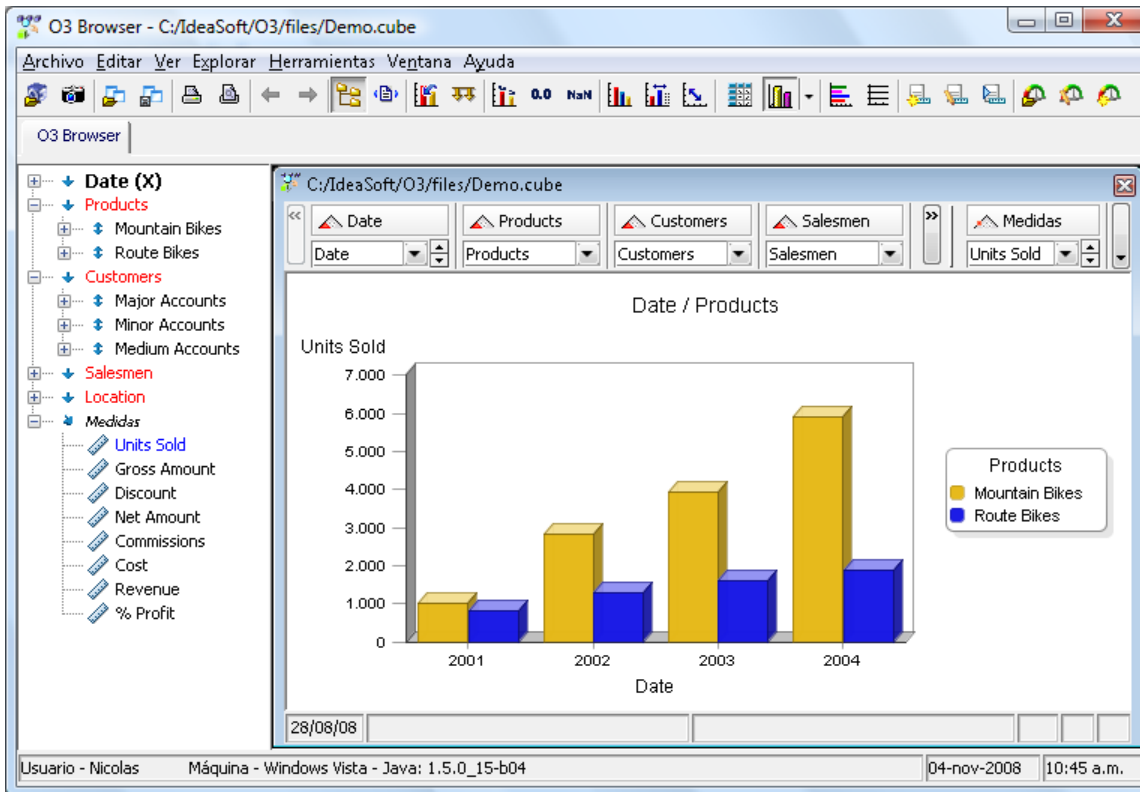 O3 Browser - C:/IdeaSoft/O3/files/Demo.cube
Archivo Editar Ver Explorar Herramientas Ventana Ayuda
0.0 NaN
O3 Browser
Date (X)
Products
Mountain Bikes
Route Bikes
Customers
Major Accounts
Minor Accounts
Medium Accounts
Salesmen
Location
Medidas
Units Sold
Gross Amount
Discount
Net Amount
Commissions
Cost
Revenue
% Profit
C:/IdeaSoft/O3/files/Demo.cube
Date Products Customers Salesmen Medidas
Date Products Customers Salesmen Units Sold
Date / Products
Units Sold
7.000
6.000
5.000
4.000
3.000
2.000
1.000
0
2001 2002 2003 2004
Date
Products
Mountain Bikes
Route Bikes
28/08/08
Usuario - Nicolas Máquina - Windows Vista - Java: 1.5.0_15-b04 04-nov-2008 10:45 a.m.